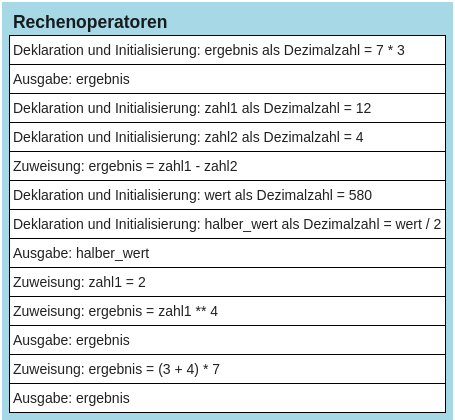 Rechenoperatoren
Deklaration und Initialisierung: ergebnis als Dezimalzahl = 7 * 3
Ausgabe: ergebnis
Deklaration und Initialisierung: zahl1 als Dezimalzahl = 12
Deklaration und Initialisierung: zahl2 als Dezimalzahl = 4
Zuweisung: ergebnis = zahl1 - zahl2
Deklaration und Initialisierung: wert als Dezimalzahl = 580
Deklaration und Initialisierung: halber_wert als Dezimalzahl = wert / 2
Ausgabe: halber_wert
Zuweisung: zahl1 = 2
Zuweisung: ergebnis = zahl1 ** 4
Ausgabe: ergebnis
Zuweisung: ergebnis = (3 + 4) * 7
Ausgabe: ergebnis